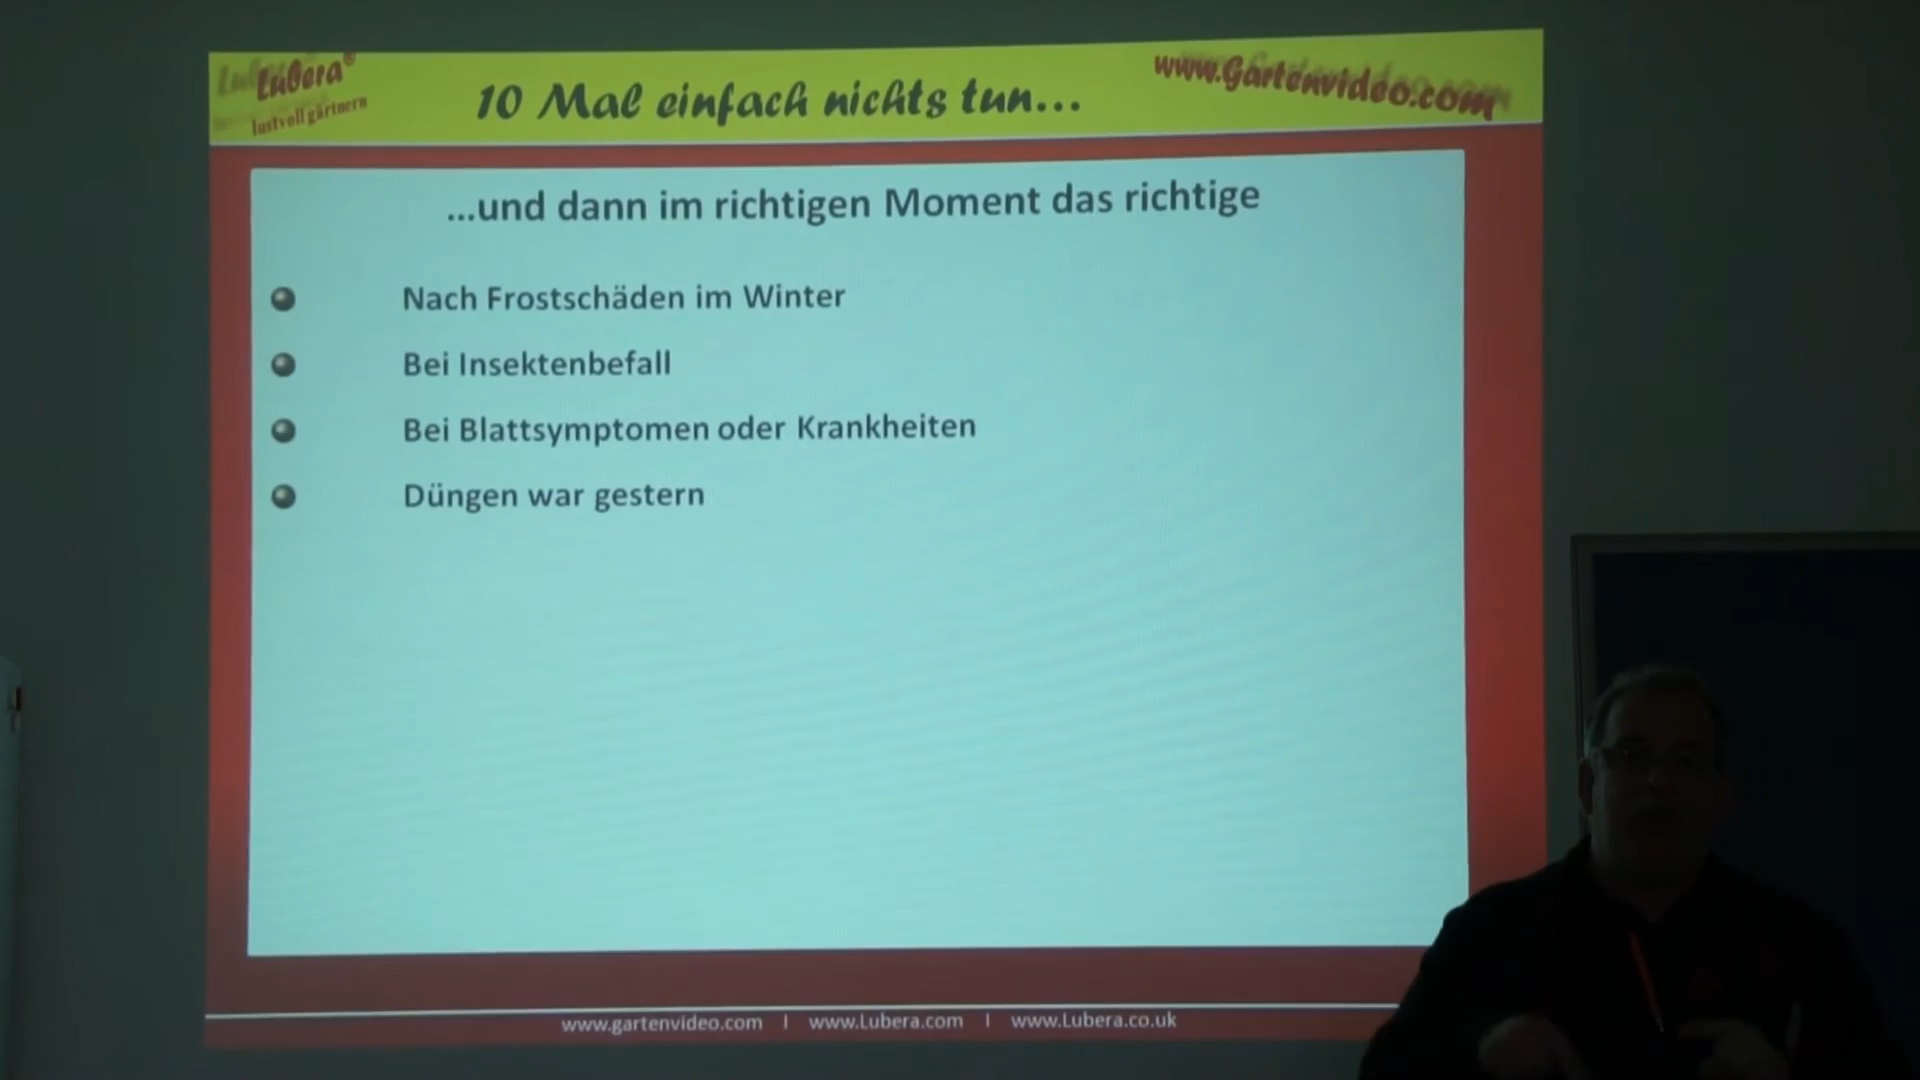 Lubera®
lustvoll gärtnern
10 Mal einfach nichts tun...
www.Gartenvideo.com
...und dann im richtigen Moment das richtige
Nach Frostschäden im Winter
Bei Insektenbefall
Bei Blattsymptomen oder Krankheiten
Düngen war gestern
www.gartenvideo.com | www.Lubera.com | www.Lubera.co.uk